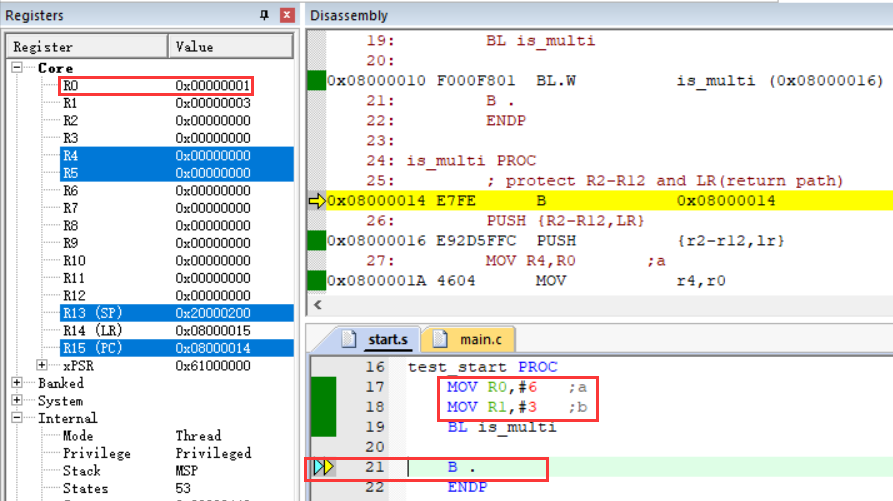 Registers
Register Value
Core
R0 0x00000001
R1 0x00000003
R2 0x00000000
R3 0x00000000
R4 0x00000000
R5 0x00000000
R6 0x00000000
R7 0x00000000
R8 0x00000000
R9 0x00000000
R10 0x00000000
R11 0x00000000
R12 0x00000000
R13 (SP) 0x20000200
R14 (LR) 0x08000015
R15 (PC) 0x08000014
xPSR 0x61000000
Banked
System
Internal
Mode Thread
Privilege Privileged
Stack MSP
States 53
Disassembly
19: BL is_multi
20:
0x08000010 F000F801 BL.W is_multi (0x08000016)
21: B .
22: ENDP
23:
24: is_multi PROC
25: ; protect R2-R12 and LR(return path)
0x08000014 E7FE B 0x08000014
26: PUSH {R2-R12,LR}
0x08000016 E92D5FFC PUSH {r2-r12,lr}
27: MOV R4,R0 ;a
0x0800001A 4604 MOV r4,r0
start.s main.c
16 test_start PROC
17 MOV R0,#6 ;a
18 MOV R1,#3 ;b
19 BL is_multi
20
21 B .
22 ENDP